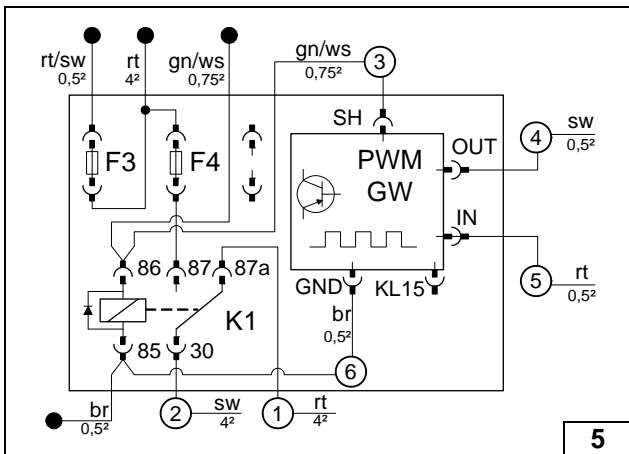 rt/sw
0,5²
rt
4²
gn/ws
0,75²
gn/ws
0,75²
3
SH
OUT
4
sw
0,5²
F3
F4
PWM
GW
IN
5
rt
0,5²
86
87
87a
GND
KL15
K1
br
0,5²
85
30
6
br
0,5²
2
sw
4²
1
rt
4²
5